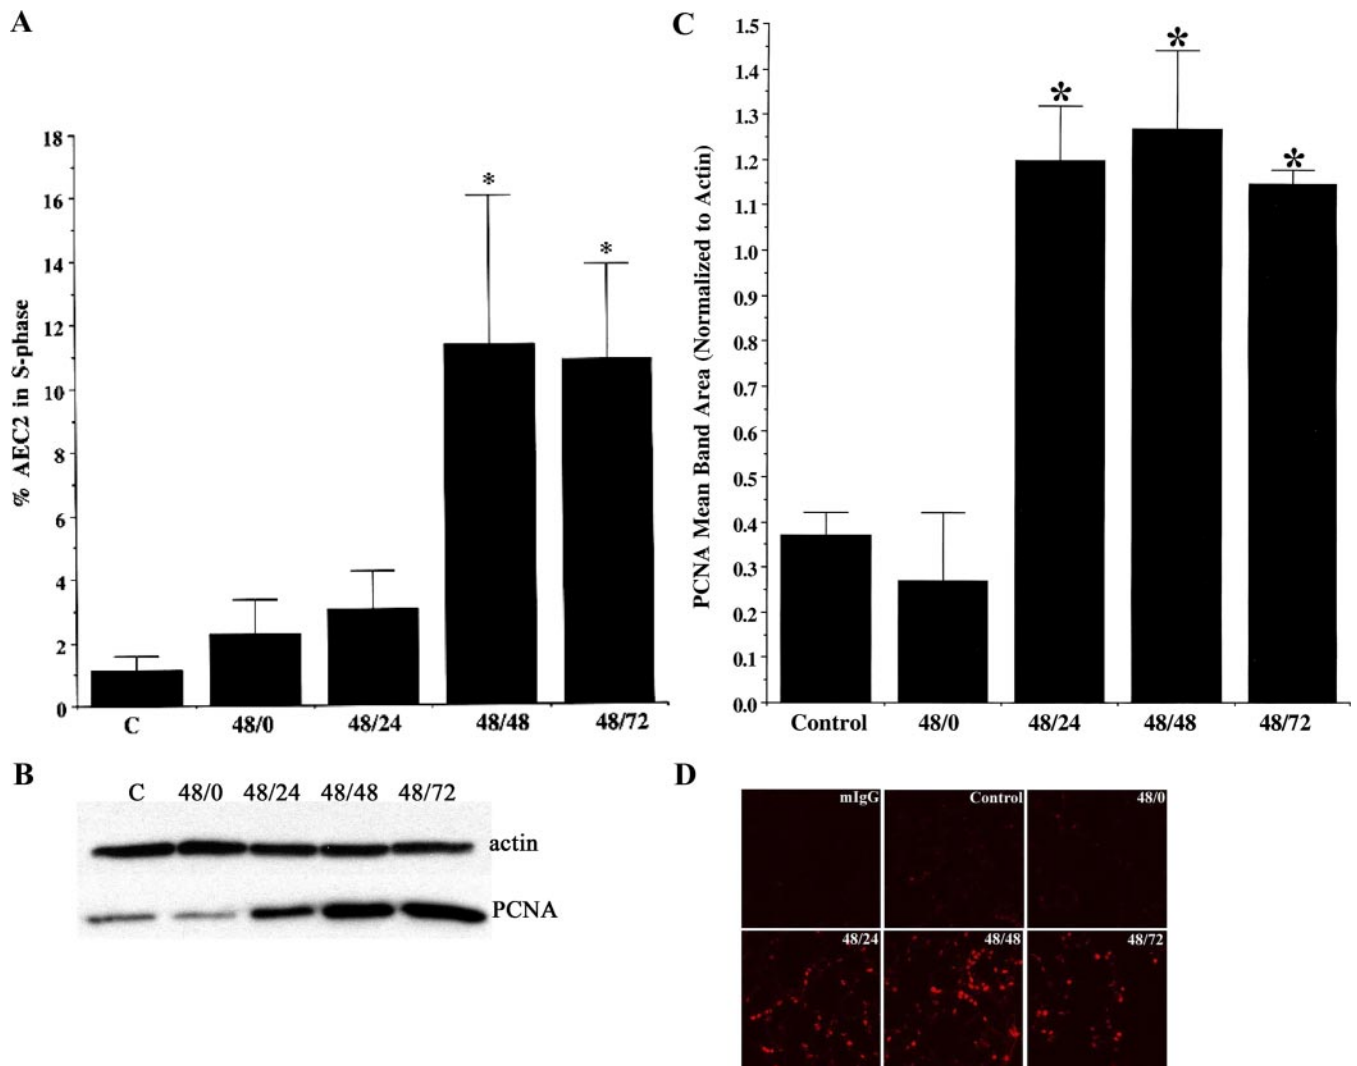 A
% AEC2 in S-phase
18
16
14
12
10
8
6
4
2
0
*
*
C 48/0 48/24 48/48 48/72
B
C 48/0 48/24 48/48 48/72
actin
PCNA
C
PCNA Mean Band Area (Normalized to Actin)
1.5
1.4
1.3
1.2
1.1
1.0
0.9
0.8
0.7
0.6
0.5
0.4
0.3
0.2
0.1
0.0
*
*
*
Control 48/0 48/24 48/48 48/72
D
mIgG Control 48/0
48/24 48/48 48/72